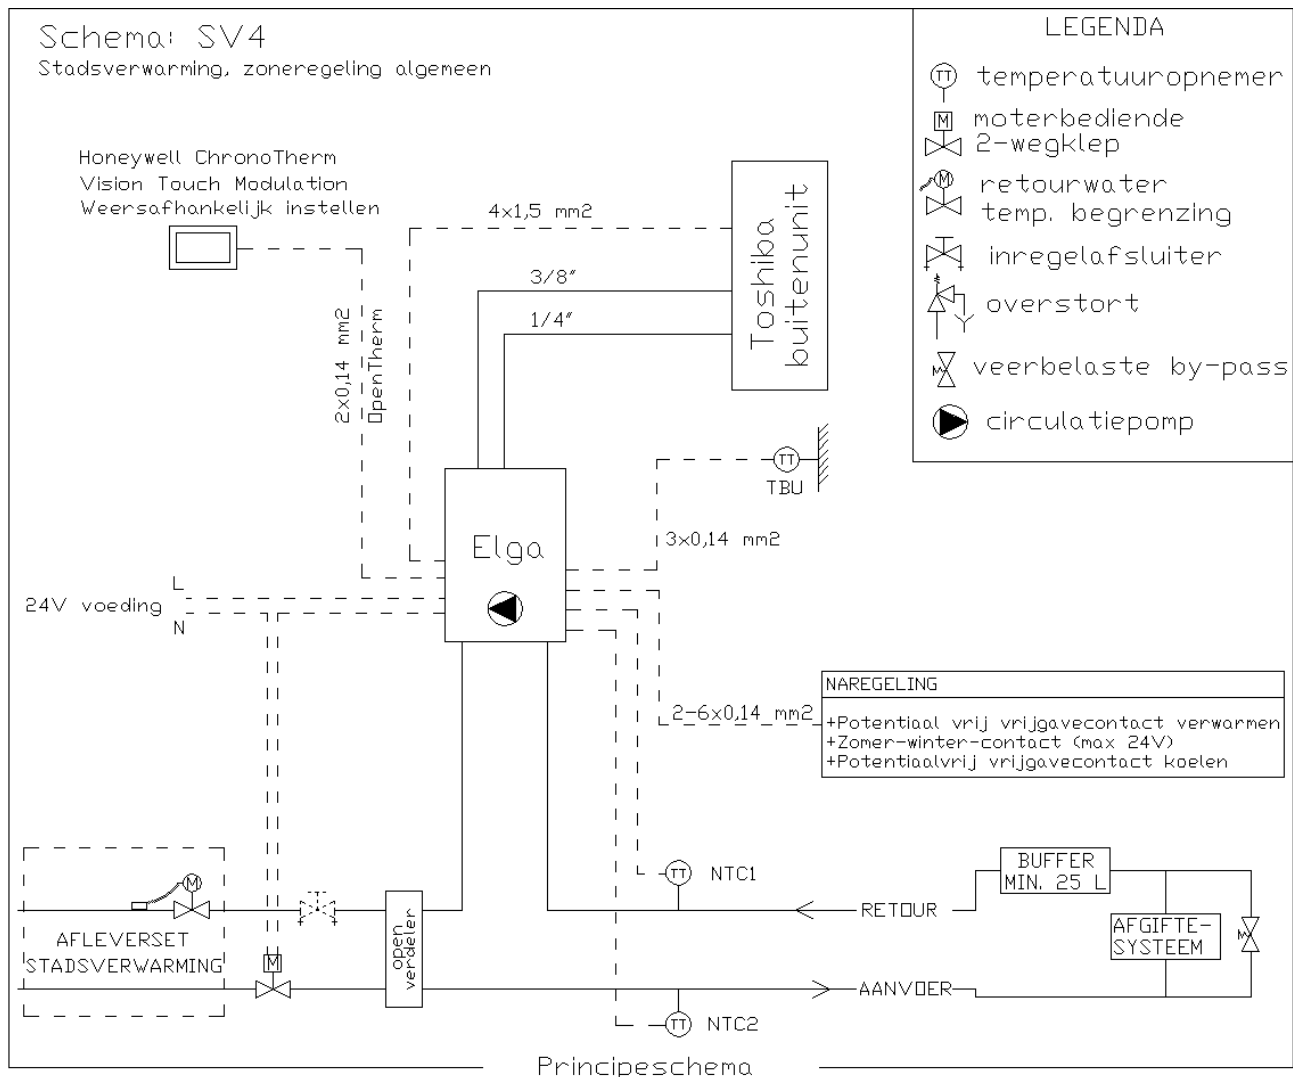 Schema: SV4
Stadsverwarming, zoneregeling algemeen
LEGENDA
TT
temperatuuropnemer
M
moterbediende
2-wegklep
M
retourwater
temp. begrenzing
inregelafsluiter
overstort
veerbelaste by-pass
circulatiepomp
Honeywell ChronoTherm
Vision Touch Modulation
Weersafhankelijk instellen
4x1,5 mm2
3/8"
1/4"
Toshiba
buitenunit
2x0,14 mm2
OpenTherm
TT
TBU
3x0,14 mm2
Elga
L
24V voeding
N
2-6x0,14 mm2
NAREGELING
+Potentiaal vrij vrijgavecontact verwarmen
+Zomer-winter-contact (max 24V)
+Potentiaalvrij vrijgavecontact koelen
M
AFLEVERSET
STADSVERWARMING
M
open
verdeler
TT
NTC1
RETOUR
BUFFER
MIN. 25 L
AFGIFTE-
SYSTEEM
AANVOER
TT
NTC2
Principeschema